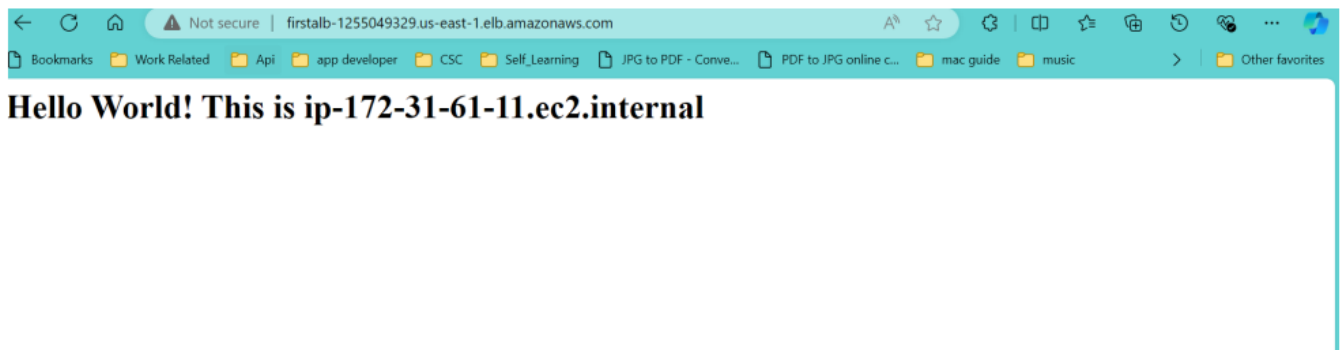 Not secure | firstalb-1255049329.us-east-1.elb.amazonaws.com
Bookmarks Work Related Api app developer CSC Self_Learning JPG to PDF - Conve... PDF to JPG online c... mac guide music Other favorites
Hello World! This is ip-172-31-61-11.ec2.internal